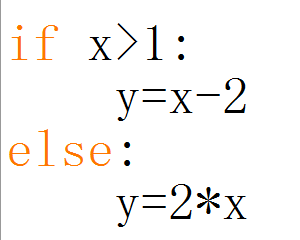 if x>1:
    y=x-2
else:
    y=2*x